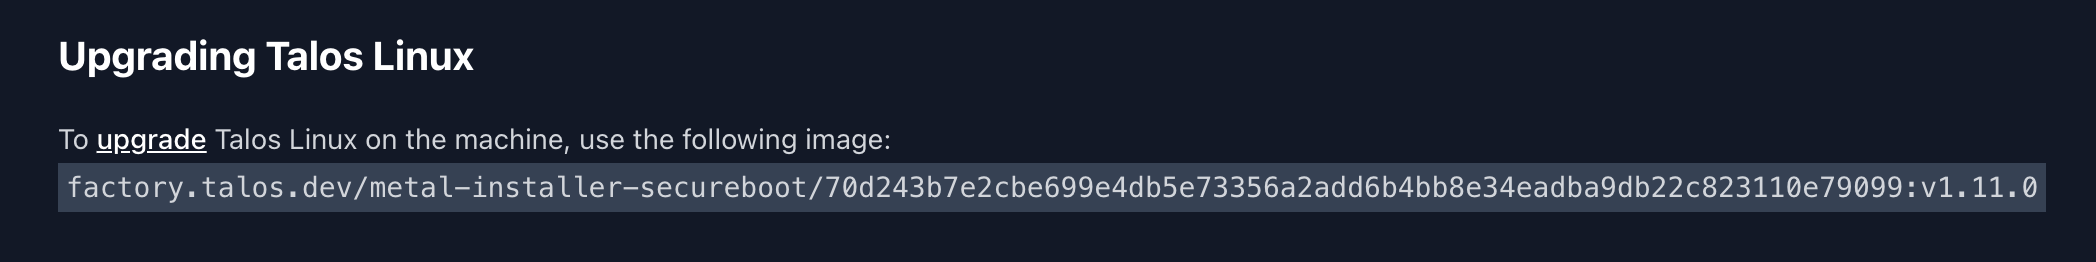 Upgrading Talos Linux
To upgrade Talos Linux on the machine, use the following image:
factory.talos.dev/metal-installer-secureboot/70d243b7e2cbe699e4db5e73356a2add6b4bb8e34eadba9db22c823110e79099:v1.11.0